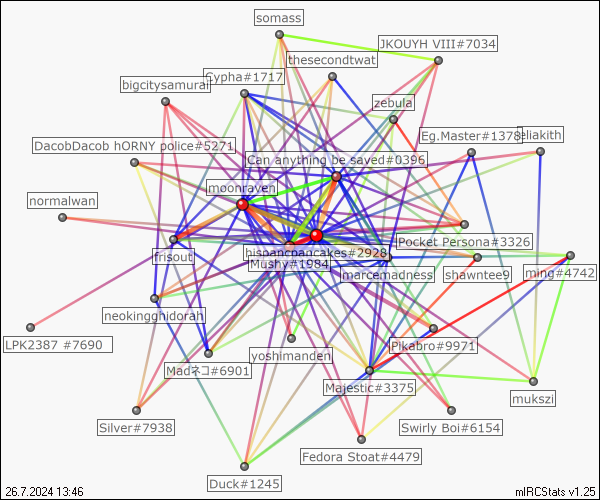 somass
JKOUYH VIII#7034
thesecondtwat
Cypha#1717
bigcitysamurai
zebula
Eg.Master#1378
eliakith
DacobDacob hORNY police#5271
Can anything be saved#0396
moonraven
normalwan
Pocket Persona#3326
hispancpancakes#2928
frisout
Mushy#1984
marcemadness
shawntee9
ming#4742
neokingghidorah
LPK2387 #7690
yoshimanden
Pikabro#9971
Madネコ#6901
Majestic#3375
mukszi
Silver#7938
Swirly Boi#6154
Fedora Stoat#4479
Duck#1245
26.7.2024 13:46
mIRCStats v1.25